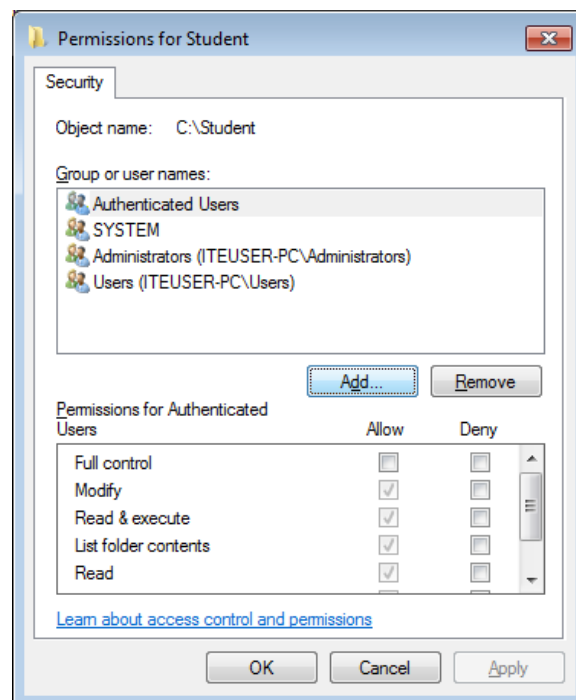 Permissions for Student
Security
Object name: C:\Student
Group or user names:
Authenticated Users
SYSTEM
Administrators (ITEUSER-PC\Administrators)
Users (ITEUSER-PC\Users)
Add...
Remove
Permissions for Authenticated
Users
Allow
Deny
Full control
Modify
Read & execute
List folder contents
Read
Learn about access control and permissions
OK
Cancel
Apply